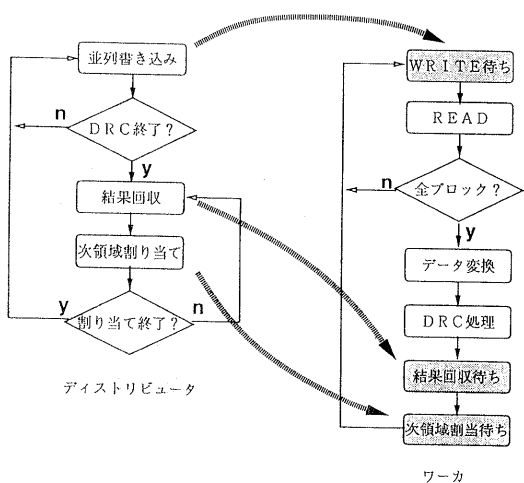 並列書き込み
n
DRC終了？
y
結果回収
次領域割り当て
y
n
割り当て終了？
ディストリビュータ
WRITE待ち
READ
n
全ブロック？
y
データ変換
DRC処理
結果回収待ち
次領域割当待ち
ワーカ